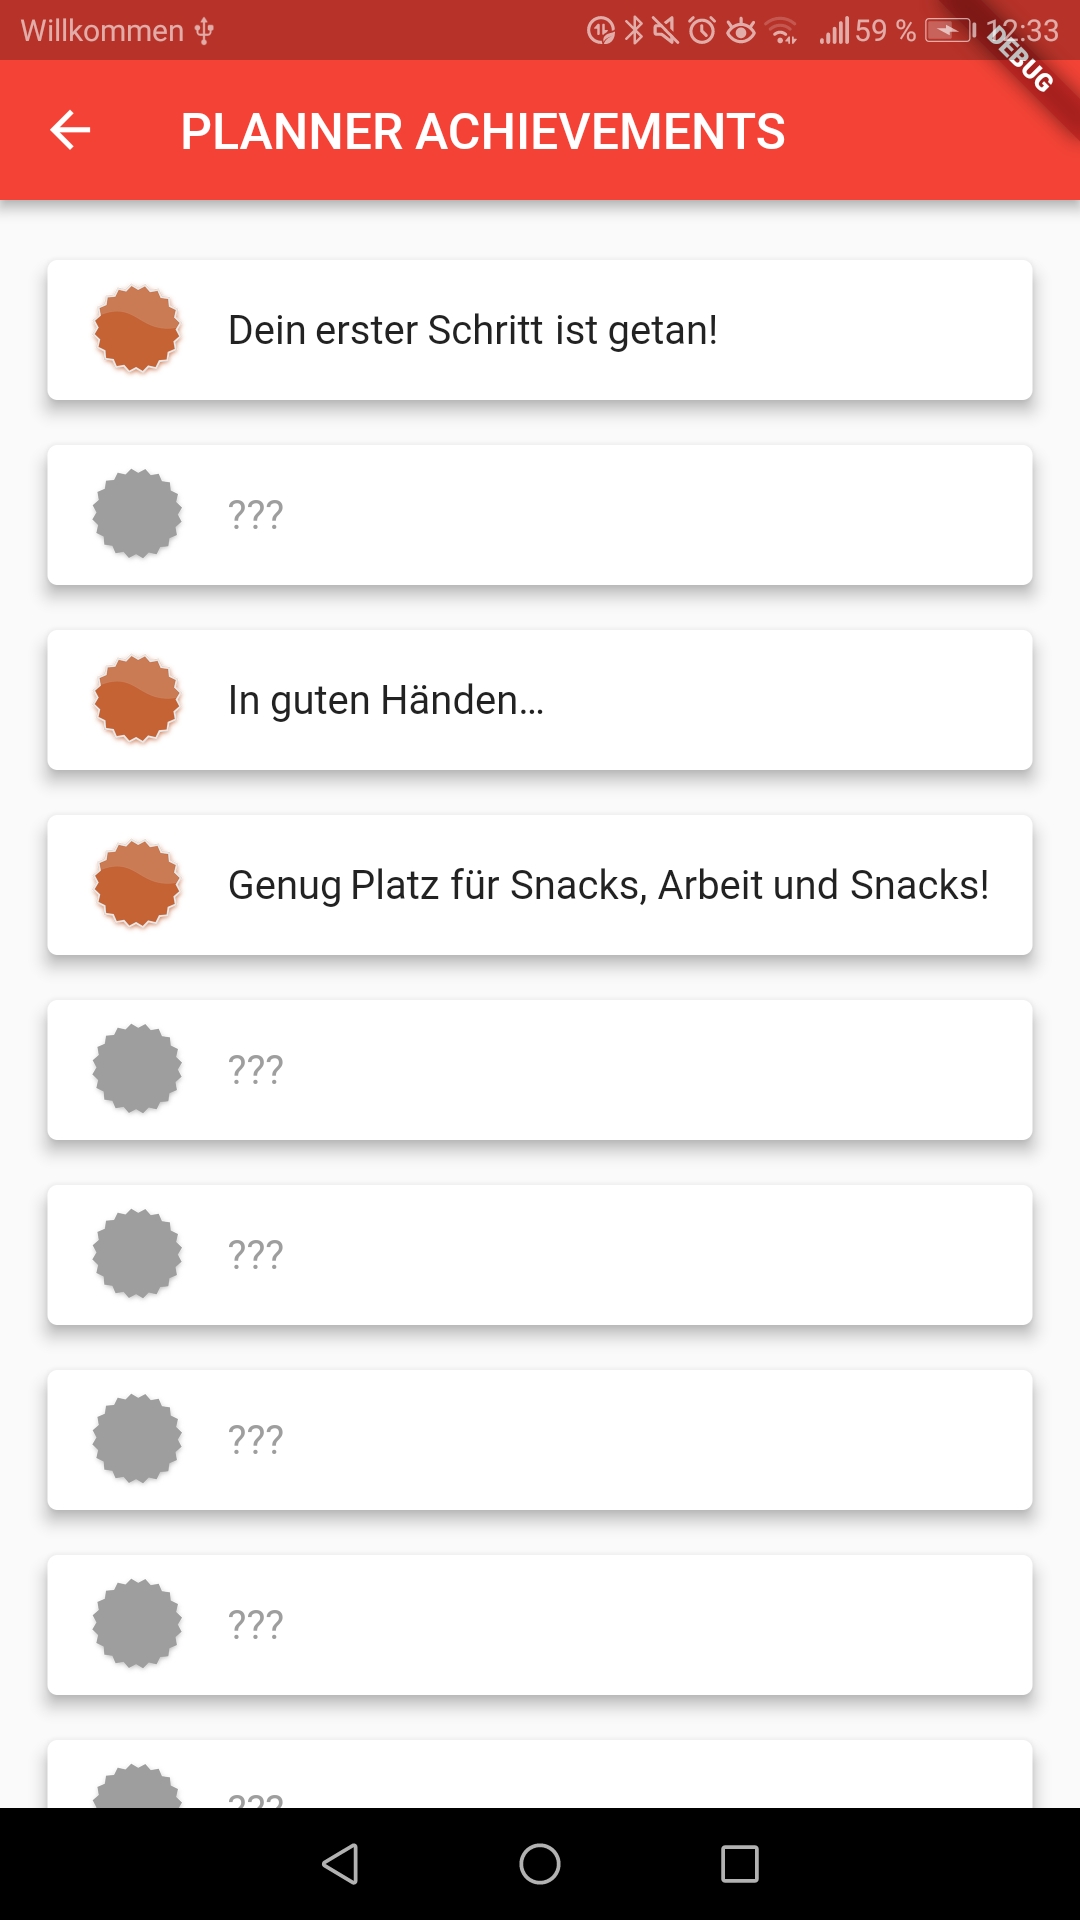 Willkommen 59 % 12:33
DEBUG
PLANNER ACHIEVEMENTS
Dein erster Schritt ist getan!
???
In guten Händen...
Genug Platz für Snacks, Arbeit und Snacks!
???
???
???
???
???